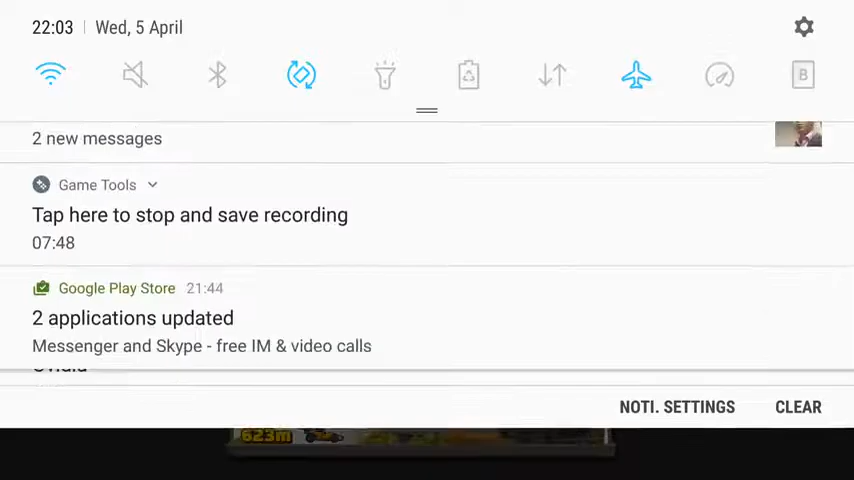 22:03 | Wed, 5 April
B
2 new messages
Game Tools
Tap here to stop and save recording
07:48
Google Play Store 21:44
2 applications updated
Messenger and Skype - free IM & video calls
NOTI. SETTINGS CLEAR
623m